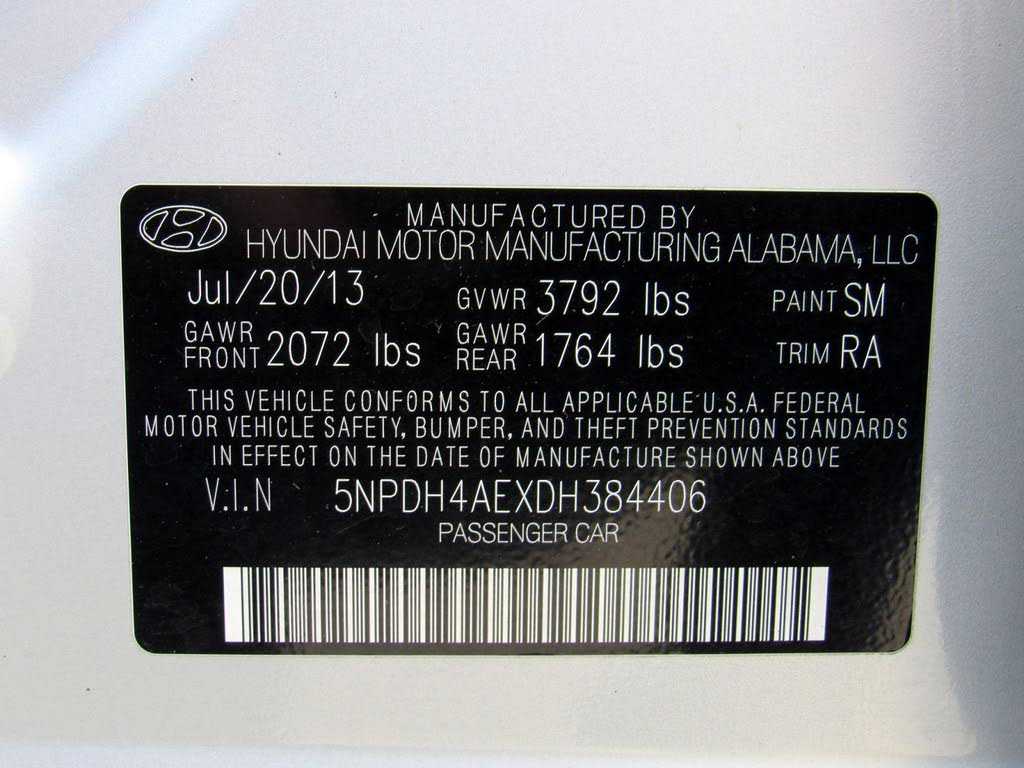 MANUFACTURED BY
HYUNDAI MOTOR MANUFACTURING ALABAMA, LLC
Jul/20/13 GVWR 3792 lbs PAINT SM
GAWR FRONT 2072 lbs GAWR REAR 1764 lbs TRIM RA
THIS VEHICLE CONFORMS TO ALL APPLICABLE U.S.A. FEDERAL
MOTOR VEHICLE SAFETY, BUMPER, AND THEFT PREVENTION STANDARDS
IN EFFECT ON THE DATE OF MANUFACTURE SHOWN ABOVE
V.I.N 5NPDH4AEXDH384406
PASSENGER CAR